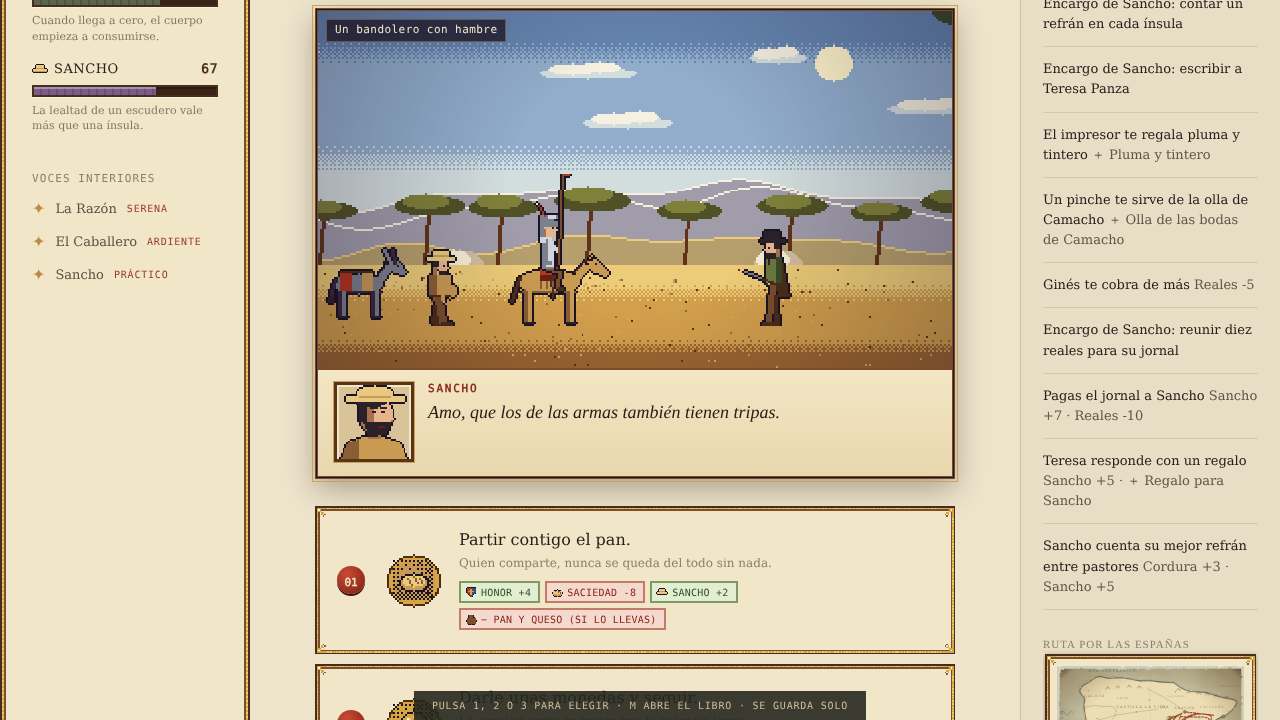 Cuando llega a cero, el cuerpo
empieza a consumirse.
SANCHO 67
La lealtad de un escudero vale
más que una ínsula.
VOCES INTERIORES
La Razón SERENA
El Caballero ARDIENTE
Sancho PRÁCTICO
Un bandolero con hambre
SANCHO
Amo, que los de las armas también tienen tripas.
01
Partir contigo el pan.
Quien comparte, nunca se queda del todo sin nada.
HONOR +4
SACIEDAD -8
SANCHO +2
− PAN Y QUESO (SI LO LLEVAS)
Darle unas monedas y seguir.
PULSA 1, 2 O 3 PARA ELEGIR · M ABRE EL LIBRO · SE GUARDA SOLO
Encargo de Sancho: contar un
refrán en cada ínsula
Encargo de Sancho: escribir a
Teresa Panza
El impresor te regala pluma y
tintero + Pluma y tintero
Un pinche te sirve de la olla de
Camacho + Olla de las bodas
de Camacho
Ginés te cobra de más Reales -5
Encargo de Sancho: reunir diez
reales para su jornal
Pagas el jornal a Sancho Sancho
+7 · Reales -10
Teresa responde con un regalo
Sancho +5 · + Regalo para
Sancho
Sancho cuenta su mejor refrán
entre pastores Cordura +3 ·
Sancho +5
RUTA POR LAS ESPAÑAS